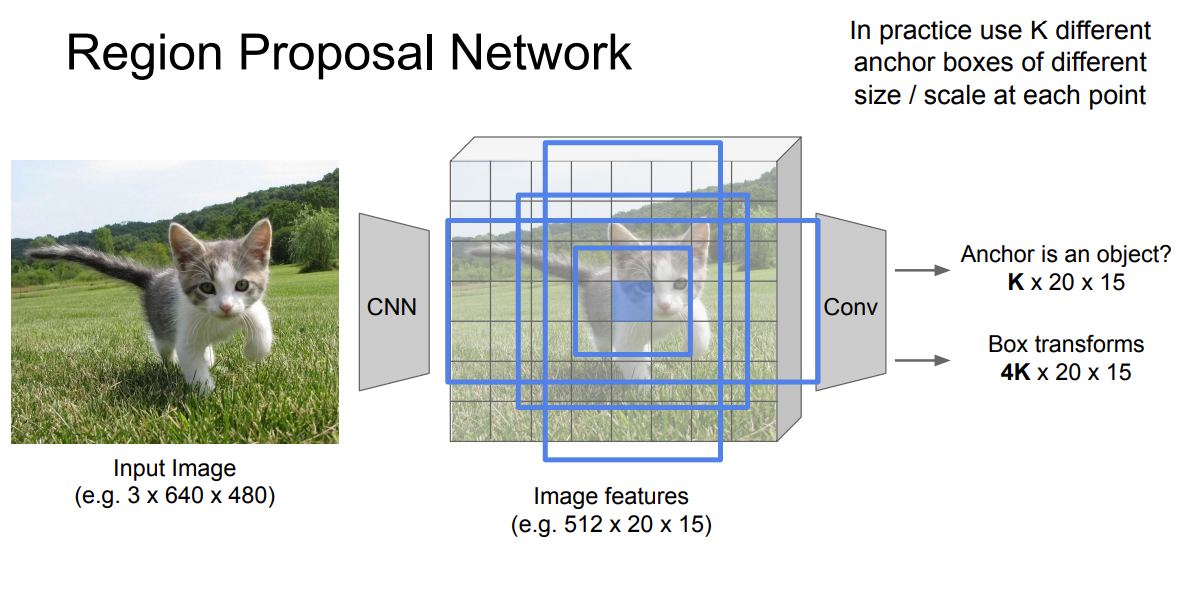 Region Proposal Network
In practice use K different
anchor boxes of different
size / scale at each point
CNN
Conv
Anchor is an object?
K x 20 x 15
Box transforms
4K x 20 x 15
Input Image
(e.g. 3 x 640 x 480)
Image features
(e.g. 512 x 20 x 15)